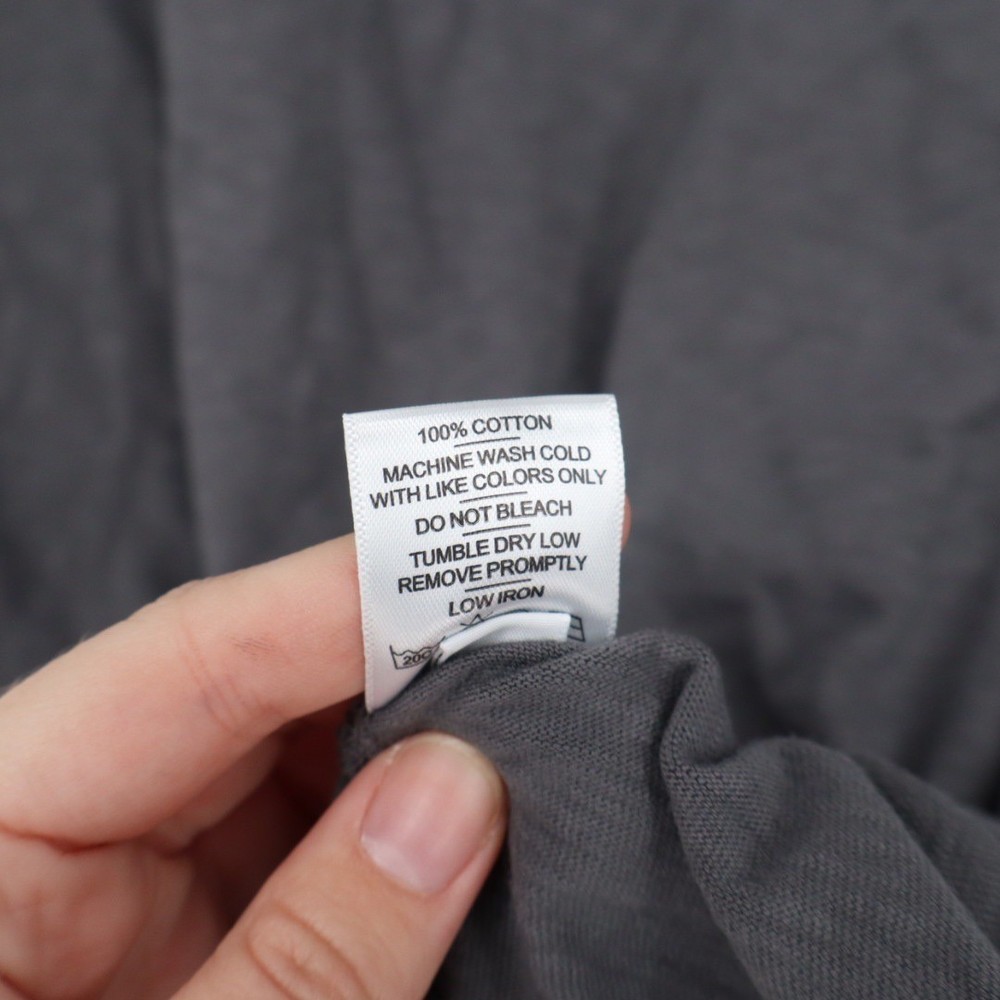 100% COTTON
MACHINE WASH COLD
WITH LIKE COLORS ONLY
DO NOT BLEACH
TUMBLE DRY LOW
REMOVE PROMPTLY
LOW IRON